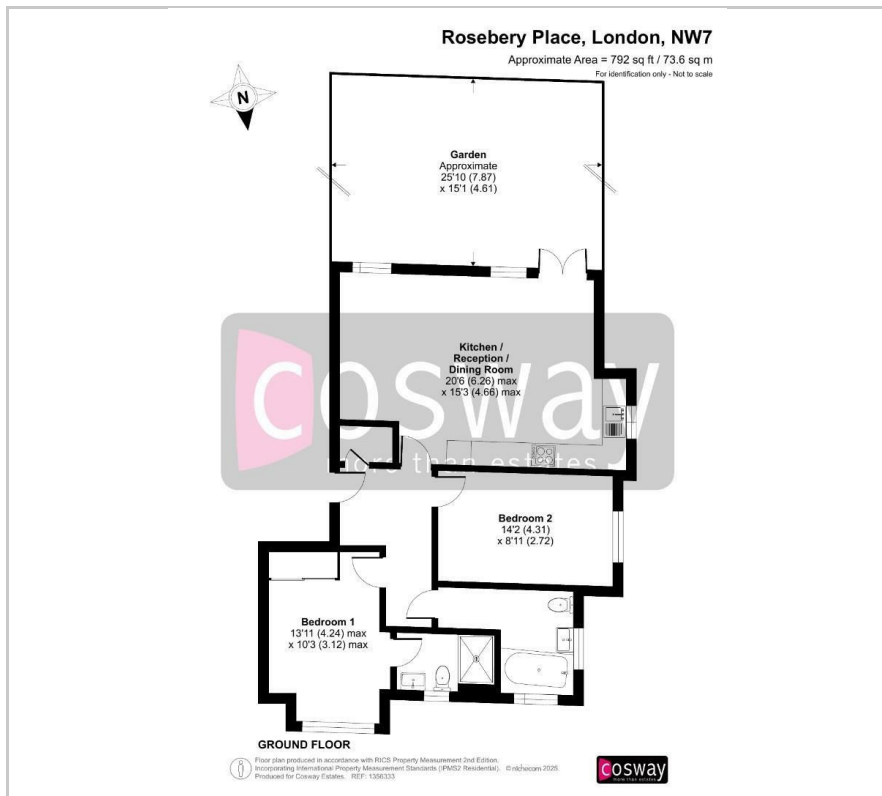 Rosebery Place, London, NW7
Approximate Area = 792 sq ft / 73.6 sq m
For identification only - Not to scale
N
Garden
Approximate
25'10 (7.87)
x 15'1 (4.61)
Kitchen /
Reception /
Dining Room
20'6 (6.26) max
x 15'3 (4.66) max
cosway
more than estates
Bedroom 2
14'2 (4.31)
x 8'11 (2.72)
Bedroom 1
13'11 (4.24) max
x 10'3 (3.12) max
GROUND FLOOR
Floor plan produced in accordance with RICS Property Measurement 2nd Edition.
Incorporating International Property Measurement Standards (IPMS2 Residential). © nichecom 2025.
Produced for Cosway Estates. REF: 1356333
cosway
more than estates